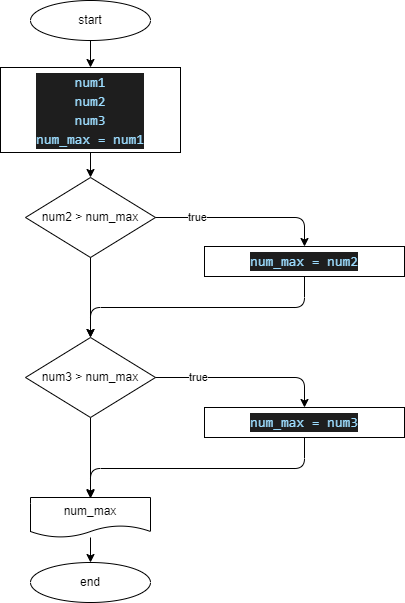 start
num1
num2
num3
num_max = num1
num2 > num_max
true
num_max = num2
num3 > num_max
true
num_max = num3
num_max
end